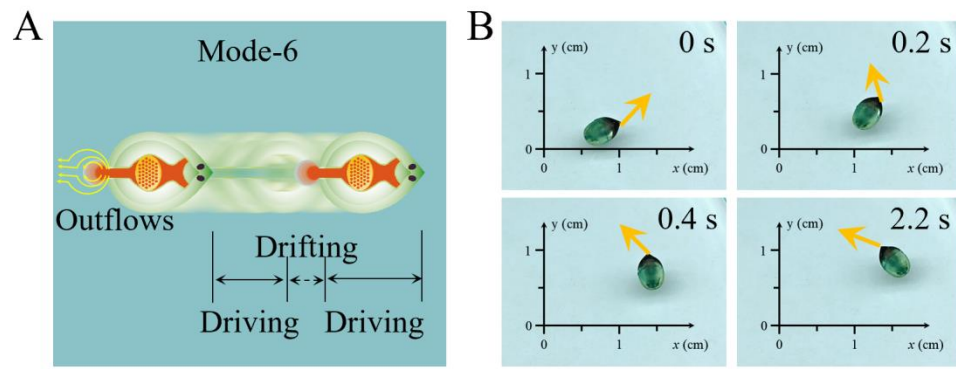 A
Mode-6
Outflows
Drifting
Driving
Driving
B
y (cm)
0 s
1
0
0
1
x (cm)
y (cm)
0.2 s
1
0
0
1
x (cm)
y (cm)
0.4 s
1
0
0
1
x (cm)
y (cm)
2.2 s
1
0
0
1
x (cm)